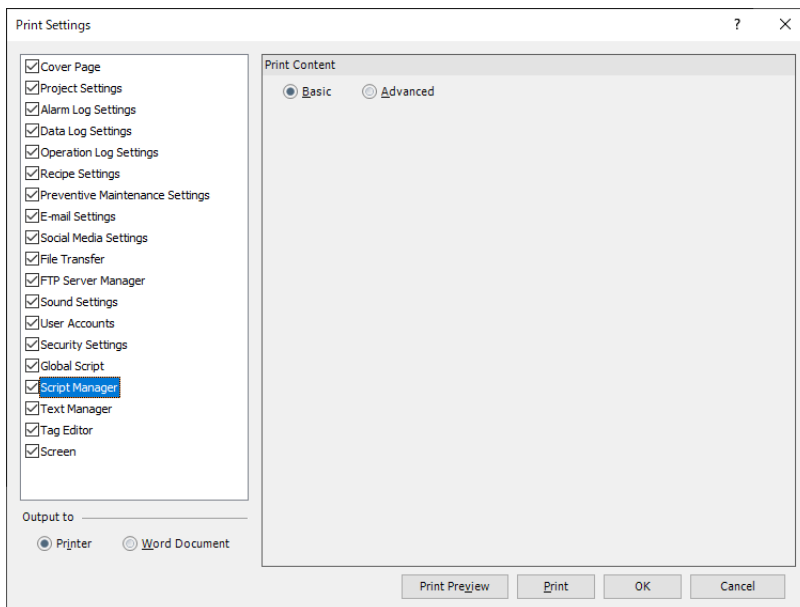 Print Settings
?
Cover Page
Project Settings
Alarm Log Settings
Data Log Settings
Operation Log Settings
Recipe Settings
Preventive Maintenance Settings
E-mail Settings
Social Media Settings
File Transfer
FTP Server Manager
Sound Settings
User Accounts
Security Settings
Global Script
Script Manager
Text Manager
Tag Editor
Screen
Output to
Printer Word Document
Print Content
Basic Advanced
Print Preview Print OK Cancel